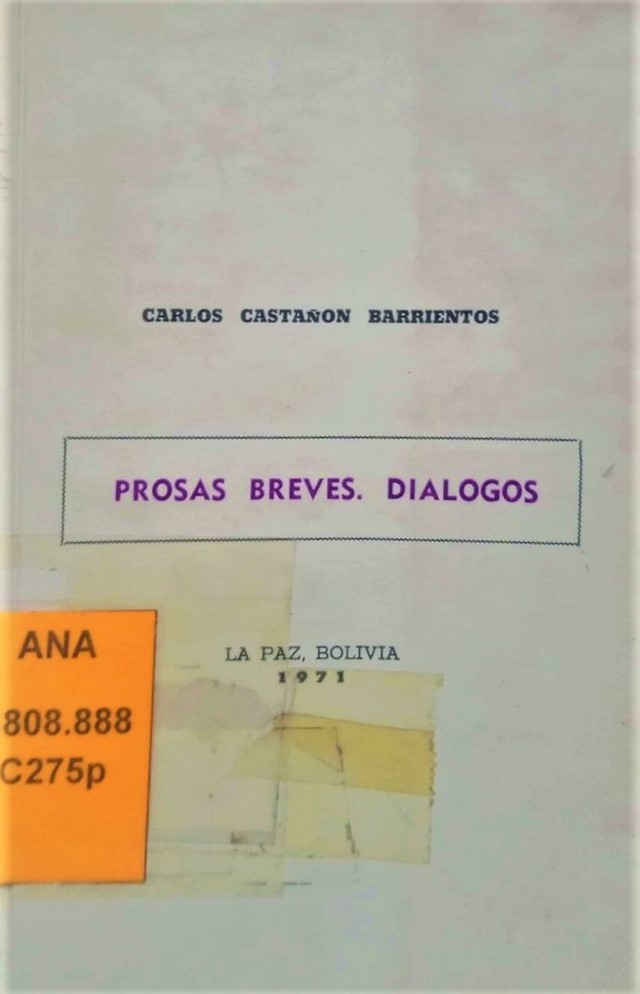 CARLOS CASTAÑON BARRIENTOS
PROSAS BREVES. DIALOGOS
LA PAZ, BOLIVIA
1971
ANA
808.888
C275p